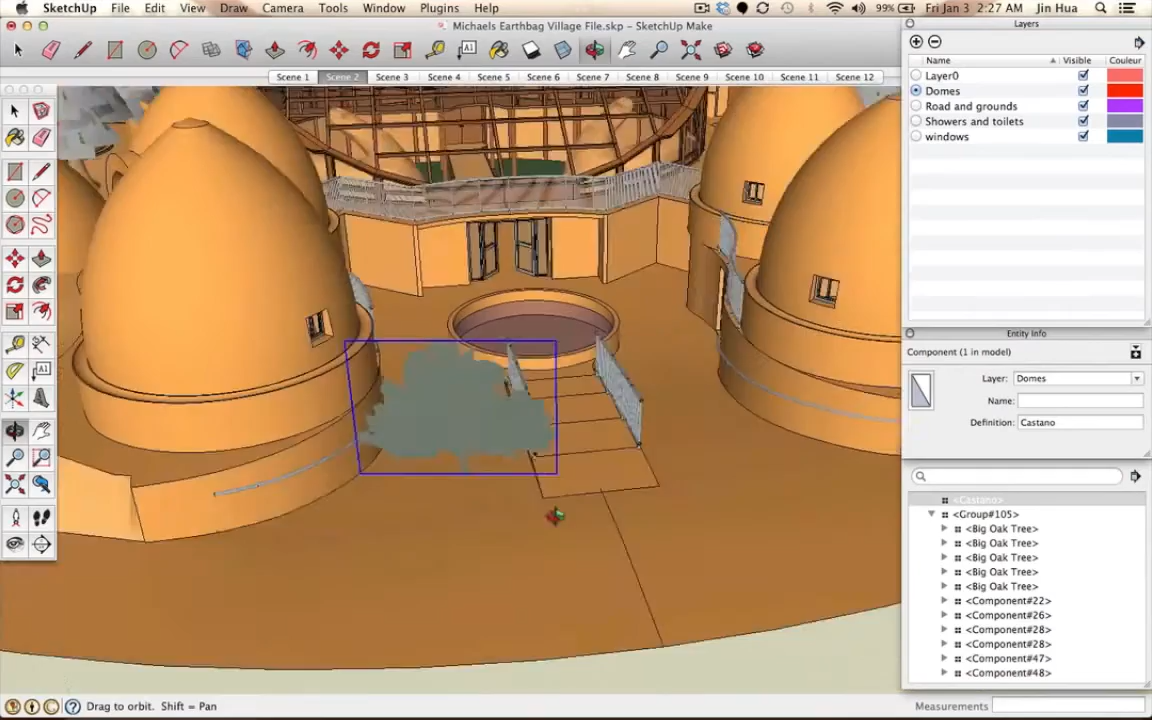 SketchUp File Edit View Draw Camera Tools Window Plugins Help 99% Fri Jan 3 2:27 AM Jin Hua
Michaels Earthbag Village File.skp – SketchUp Make
Scene 1 Scene 2 Scene 3 Scene 4 Scene 5 Scene 6 Scene 7 Scene 8 Scene 9 Scene 10 Scene 11 Scene 12
Layers
Name Visible Couleur
Layer0
Domes
Road and grounds
Showers and toilets
windows
Entity Info
Component (1 in model)
Layer: Domes
Name:
Definition: Castano
<Castano>
<Group#105>
<Big Oak Tree>
<Big Oak Tree>
<Big Oak Tree>
<Big Oak Tree>
<Big Oak Tree>
<Component#22>
<Component#26>
<Component#28>
<Component#28>
<Component#47>
<Component#48>
Drag to orbit. Shift = Pan
Measurements